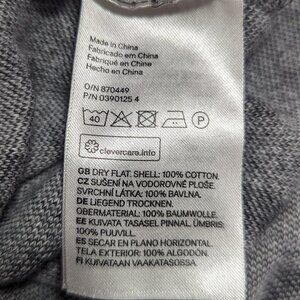 Made in China
Fabricado em China
Fabriqué en Chine
Hecho en China
O/N 870449
P/N 0390125 4
40 P
clevercare.info
GB DRY FLAT. SHELL: 100% COTTON.
CZ SUŠENÍ NA VODOROVNÉ PLOŠE.
SVRCHNÍ LÁTKA: 100% BAVLNA.
DE LIEGEND TROCKNEN.
OBERMATERIAL: 100% BAUMWOLLE.
EE KUIVATA TASASEL PINNAL. ÜMBRIS:
100% PUUVILL.
ES SECAR EN PLANO HORIZONTAL.
TELA EXTERIOR: 100% ALGODÓN.
FI KUIVATAAN VAAKATASOSSA